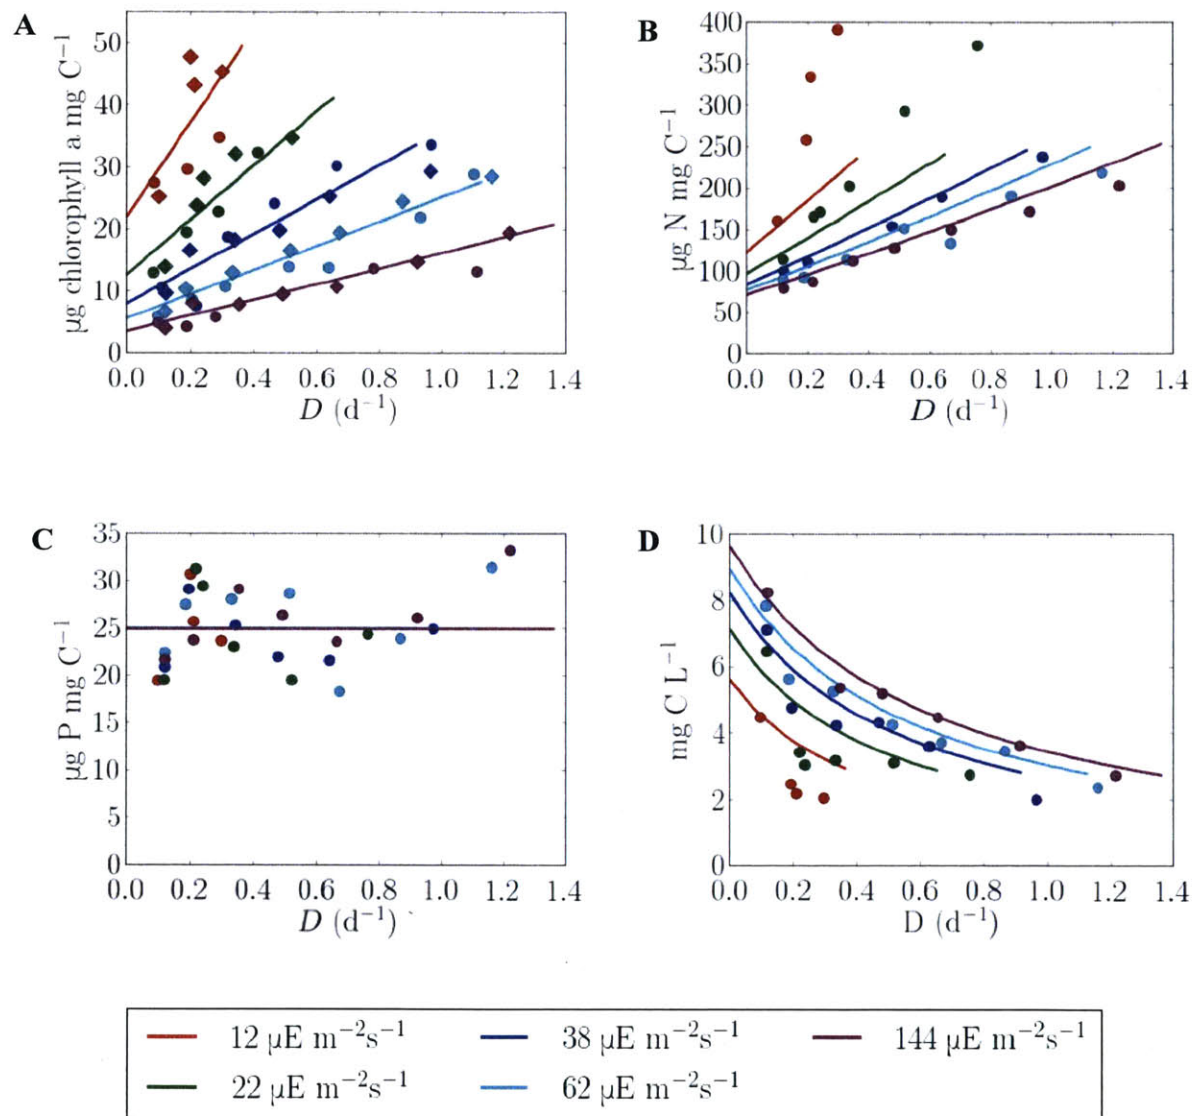 A
µg chlorophyll a mg C⁻¹
50
40
30
20
10
0
0.0 0.2 0.4 0.6 0.8 1.0 1.2 1.4
D (d⁻¹)
B
µg N mg C⁻¹
400
350
300
250
200
150
100
50
0
0.0 0.2 0.4 0.6 0.8 1.0 1.2 1.4
D (d⁻¹)
C
µg P mg C⁻¹
35
30
25
20
15
10
5
0
0.0 0.2 0.4 0.6 0.8 1.0 1.2 1.4
D (d⁻¹)
D
mg C L⁻¹
10
8
6
4
2
0
0.0 0.2 0.4 0.6 0.8 1.0 1.2 1.4
D (d⁻¹)
12 µE m⁻²s⁻¹ 38 µE m⁻²s⁻¹ 144 µE m⁻²s⁻¹
22 µE m⁻²s⁻¹ 62 µE m⁻²s⁻¹